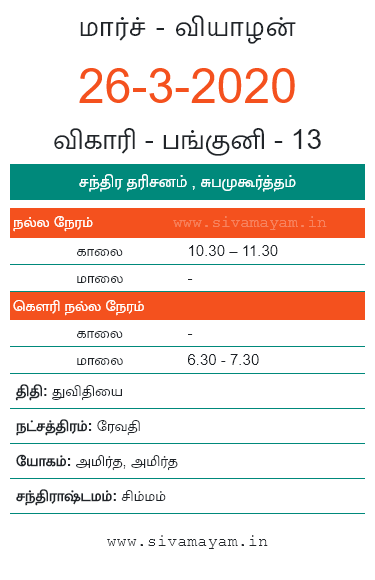 மார்ச் - வியாழன்
26-3-2020
விகாரி - பங்குனி - 13
சந்திர தரிசனம் , சுபமுகூர்த்தம்
நல்ல நேரம் www.sivamayam.in
காலை 10.30 – 11.30
மாலை -
கௌரி நல்ல நேரம்
காலை -
மாலை 6.30 - 7.30
திதி: துவிதியை
நட்சத்திரம்: ரேவதி
யோகம்: அமிர்த, அமிர்த
சந்திராஷ்டமம்: சிம்மம்
www.sivamayam.in